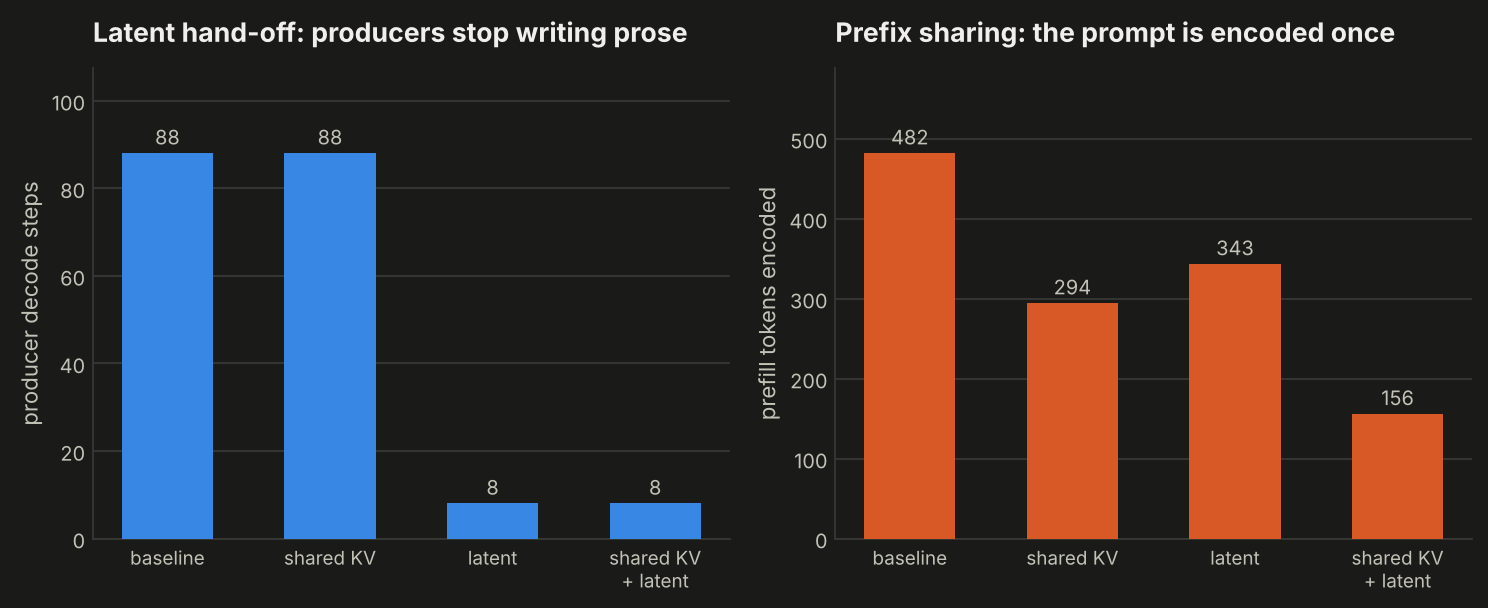 Latent hand-off: producers stop writing prose
producer decode steps
100
80
60
40
20
0
88
88
8
8
baseline
shared KV
latent
shared KV
+ latent
Prefix sharing: the prompt is encoded once
prefill tokens encoded
500
400
300
200
100
0
482
294
343
156
baseline
shared KV
latent
shared KV
+ latent